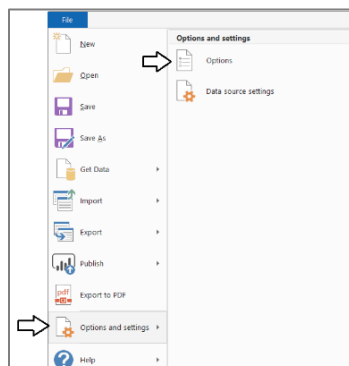 File
New
Open
Save
Save As
Get Data
Import
Export
Publish
pdf
Export to PDF
Options and settings
Help
Options and settings
Options
Data source settings